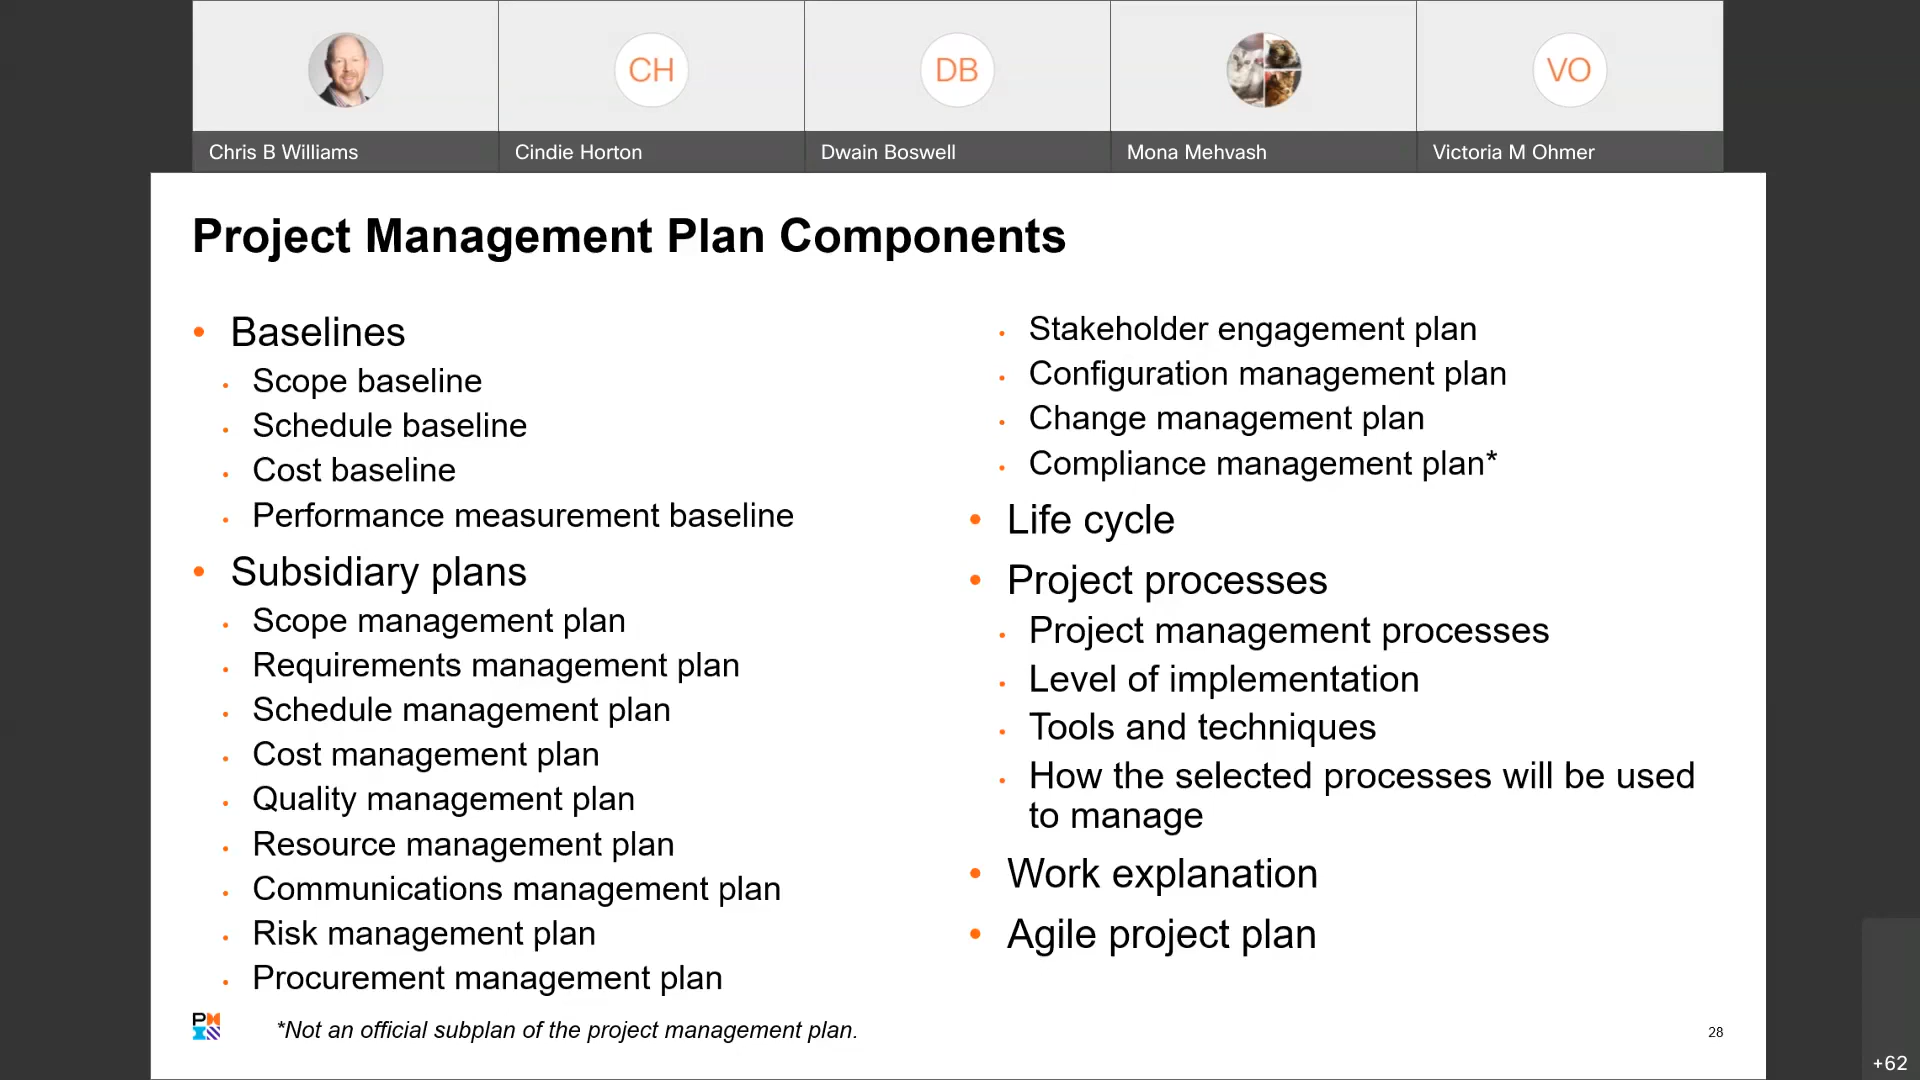 CH
DB
VO
Chris B Williams
Cindie Horton
Dwain Boswell
Mona Mehvash
Victoria M Ohmer
Project Management Plan Components
• Baselines
• Scope baseline
• Schedule baseline
• Cost baseline
• Performance measurement baseline
• Subsidiary plans
• Scope management plan
• Requirements management plan
• Schedule management plan
• Cost management plan
• Quality management plan
• Resource management plan
• Communications management plan
• Risk management plan
• Procurement management plan
• Stakeholder engagement plan
• Configuration management plan
• Change management plan
• Compliance management plan*
• Life cycle
• Project processes
• Project management processes
• Level of implementation
• Tools and techniques
• How the selected processes will be used
to manage
• Work explanation
• Agile project plan
*Not an official subplan of the project management plan.
28
+62